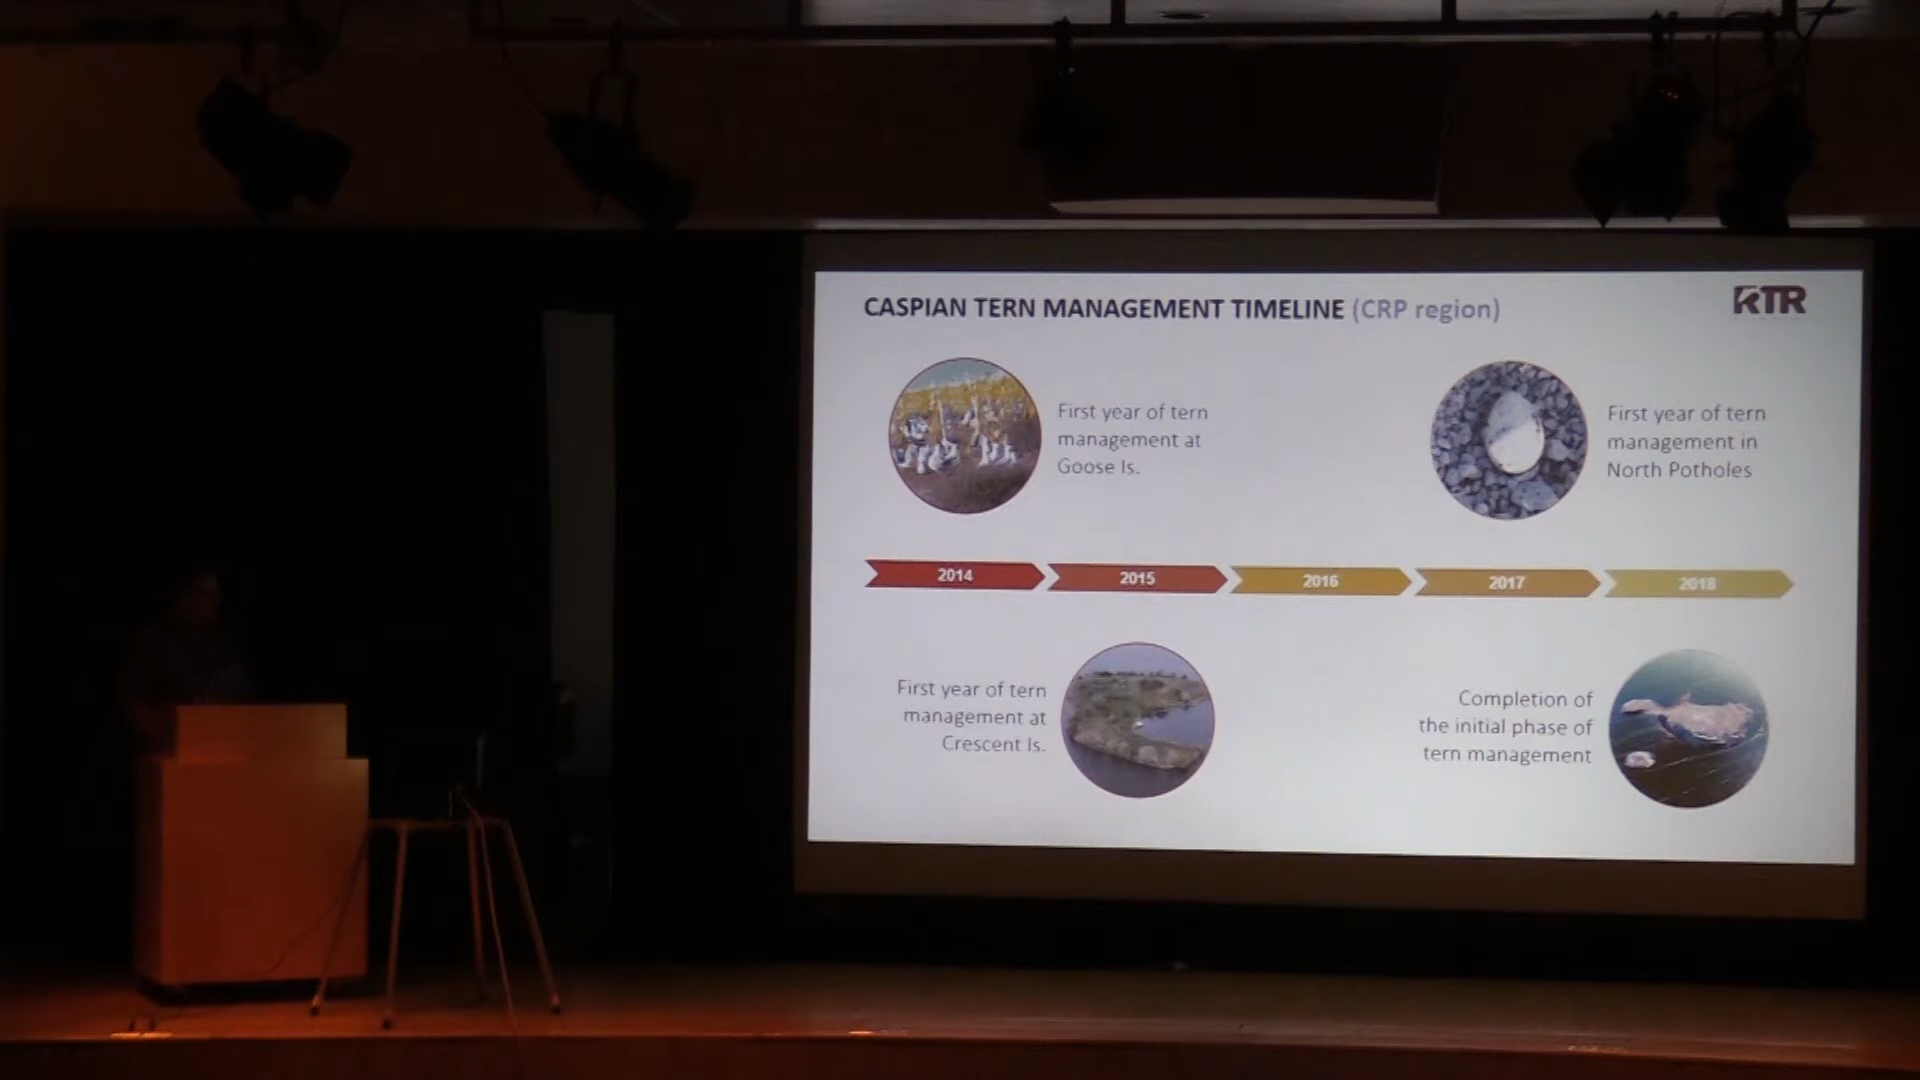 CASPIAN TERN MANAGEMENT TIMELINE (CRP region)
RTR
First year of tern
management at
Goose Is.
First year of tern
management in
North Potholes
2014
2015
2016
2017
2018
First year of tern
management at
Crescent Is.
Completion of
the initial phase of
tern management